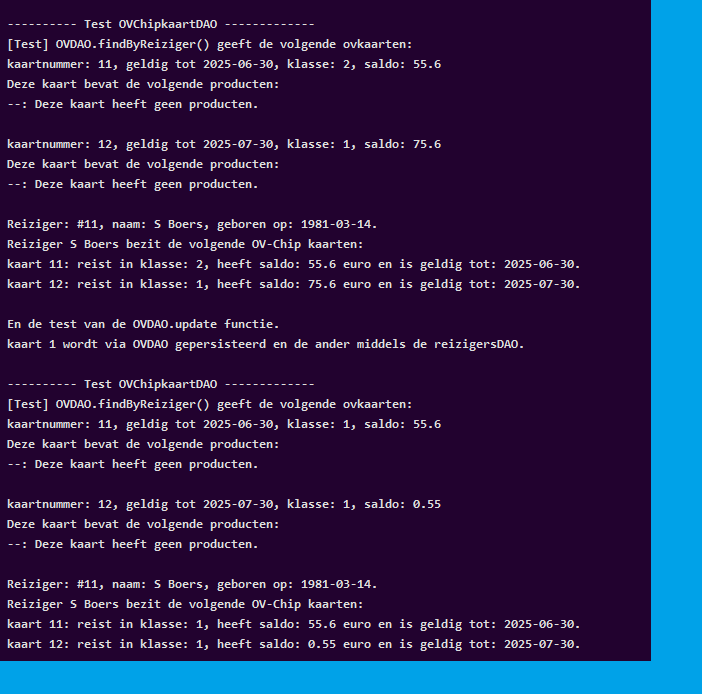 ---------- Test OVChipkaartDAO -------------
[Test] OVDAO.findByReiziger() geeft de volgende ovkaarten:
kaartnummer: 11, geldig tot 2025-06-30, klasse: 2, saldo: 55.6
Deze kaart bevat de volgende producten:
--: Deze kaart heeft geen producten.
kaartnummer: 12, geldig tot 2025-07-30, klasse: 1, saldo: 75.6
Deze kaart bevat de volgende producten:
--: Deze kaart heeft geen producten.
Reiziger: #11, naam: S Boers, geboren op: 1981-03-14.
Reiziger S Boers bezit de volgende OV-Chip kaarten:
kaart 11: reist in klasse: 2, heeft saldo: 55.6 euro en is geldig tot: 2025-06-30.
kaart 12: reist in klasse: 1, heeft saldo: 75.6 euro en is geldig tot: 2025-07-30.
En de test van de OVDAO.update functie.
kaart 1 wordt via OVDAO gepersisteerd en de ander middels de reizigersDAO.
---------- Test OVChipkaartDAO -------------
[Test] OVDAO.findByReiziger() geeft de volgende ovkaarten:
kaartnummer: 11, geldig tot 2025-06-30, klasse: 1, saldo: 55.6
Deze kaart bevat de volgende producten:
--: Deze kaart heeft geen producten.
kaartnummer: 12, geldig tot 2025-07-30, klasse: 1, saldo: 0.55
Deze kaart bevat de volgende producten:
--: Deze kaart heeft geen producten.
Reiziger: #11, naam: S Boers, geboren op: 1981-03-14.
Reiziger S Boers bezit de volgende OV-Chip kaarten:
kaart 11: reist in klasse: 1, heeft saldo: 55.6 euro en is geldig tot: 2025-06-30.
kaart 12: reist in klasse: 1, heeft saldo: 0.55 euro en is geldig tot: 2025-07-30.